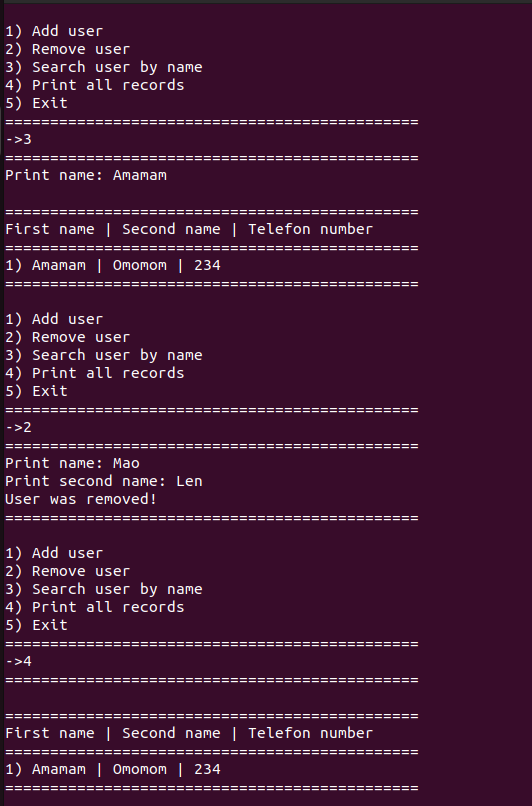 1) Add user
2) Remove user
3) Search user by name
4) Print all records
5) Exit
==============================================
->3
==============================================
Print name: Amamam
==============================================
First name | Second name | Telefon number
==============================================
1) Amamam | Omomom | 234
==============================================
1) Add user
2) Remove user
3) Search user by name
4) Print all records
5) Exit
==============================================
->2
==============================================
Print name: Mao
Print second name: Len
User was removed!
==============================================
1) Add user
2) Remove user
3) Search user by name
4) Print all records
5) Exit
==============================================
->4
==============================================
==============================================
First name | Second name | Telefon number
==============================================
1) Amamam | Omomom | 234
==============================================